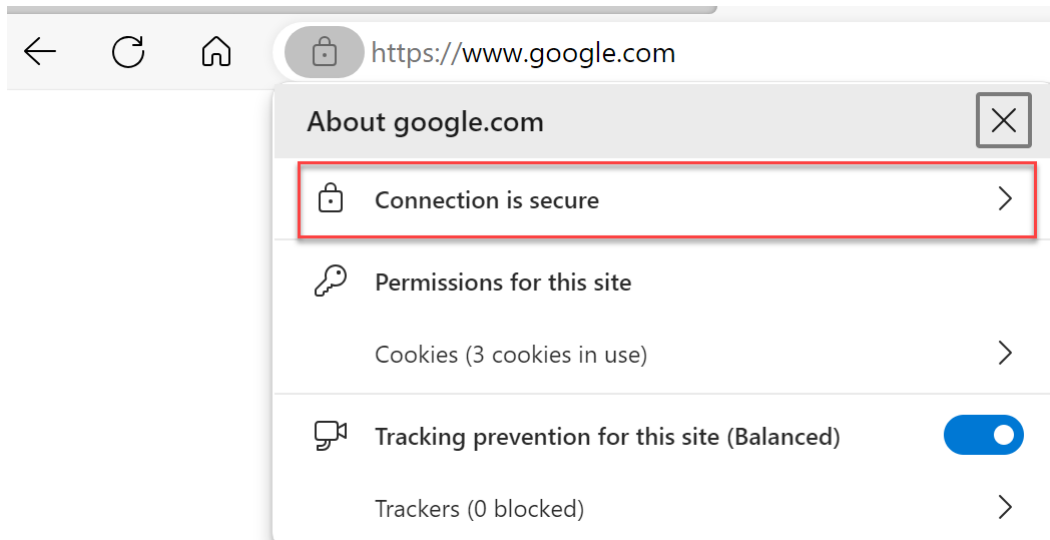 https://www.google.com
About google.com
Connection is secure
Permissions for this site
Cookies (3 cookies in use)
Tracking prevention for this site (Balanced)
Trackers (0 blocked)